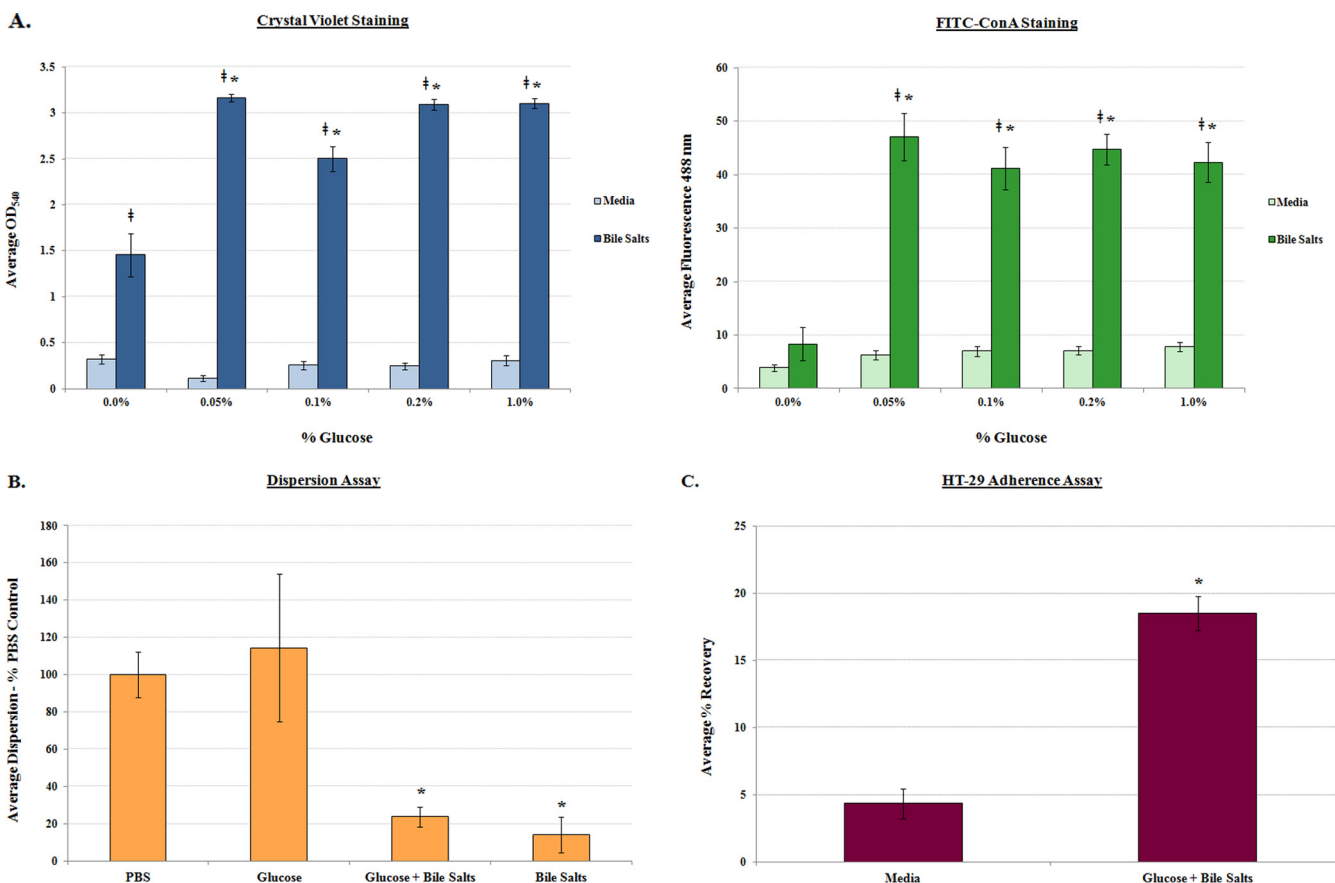 A.
Crystal Violet Staining
Average OD540
3.5
3
2.5
2
1.5
1
0.5
0
ǂ
ǂ *
ǂ *
ǂ *
ǂ *
0.0%
0.05%
0.1%
0.2%
1.0%
% Glucose
Media
Bile Salts
FITC-ConA Staining
Average Fluorescence 488 nm
60
50
40
30
20
10
0
ǂ *
ǂ *
ǂ *
ǂ *
0.0%
0.05%
0.1%
0.2%
1.0%
% Glucose
Media
Bile Salts
B.
Dispersion Assay
Average Dispersion - % PBS Control
180
160
140
120
100
80
60
40
20
0
*
*
PBS
Glucose
Glucose + Bile Salts
Bile Salts
C.
HT-29 Adherence Assay
Average % Recovery
25
20
15
10
5
0
*
Media
Glucose + Bile Salts